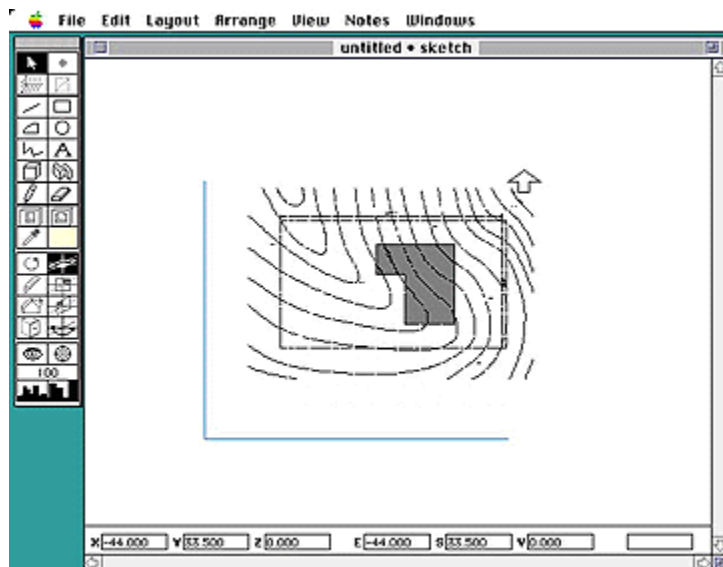 File Edit Layout Arrange View Notes Windows
untitled • sketch
A
100
X -44.000 Y 33.500 Z 0.000 E -44.000 S 33.500 V 0.000